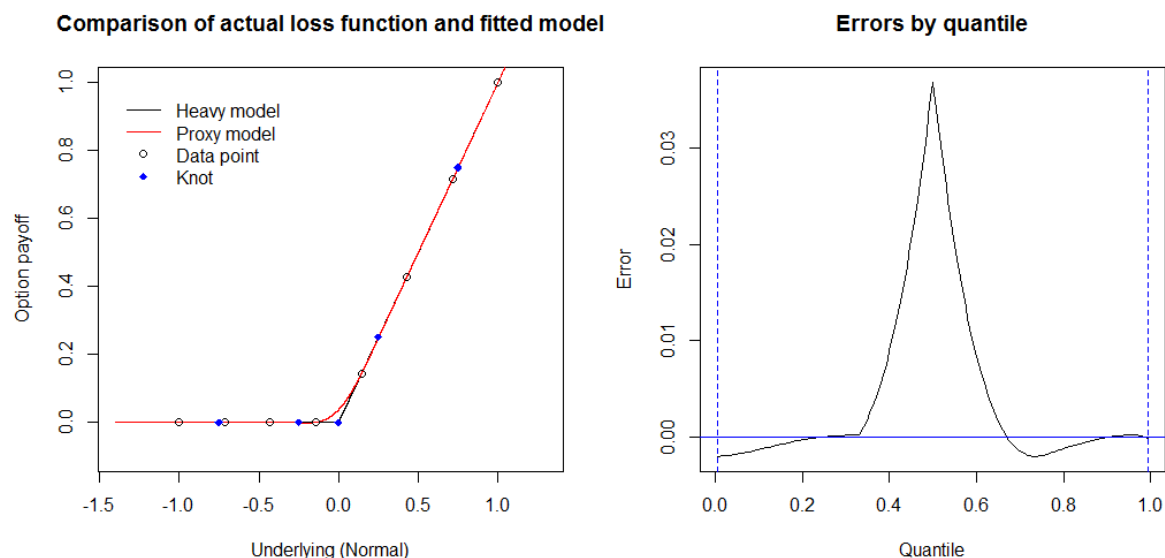 Comparison of actual loss function and fitted model
Option payoff
1.0
0.8
0.6
0.4
0.2
0.0
Heavy model
Proxy model
Data point
Knot
-1.5 -1.0 -0.5 0.0 0.5 1.0
Underlying (Normal)
Errors by quantile
Error
0.03
0.02
0.01
0.00
0.0 0.2 0.4 0.6 0.8 1.0
Quantile